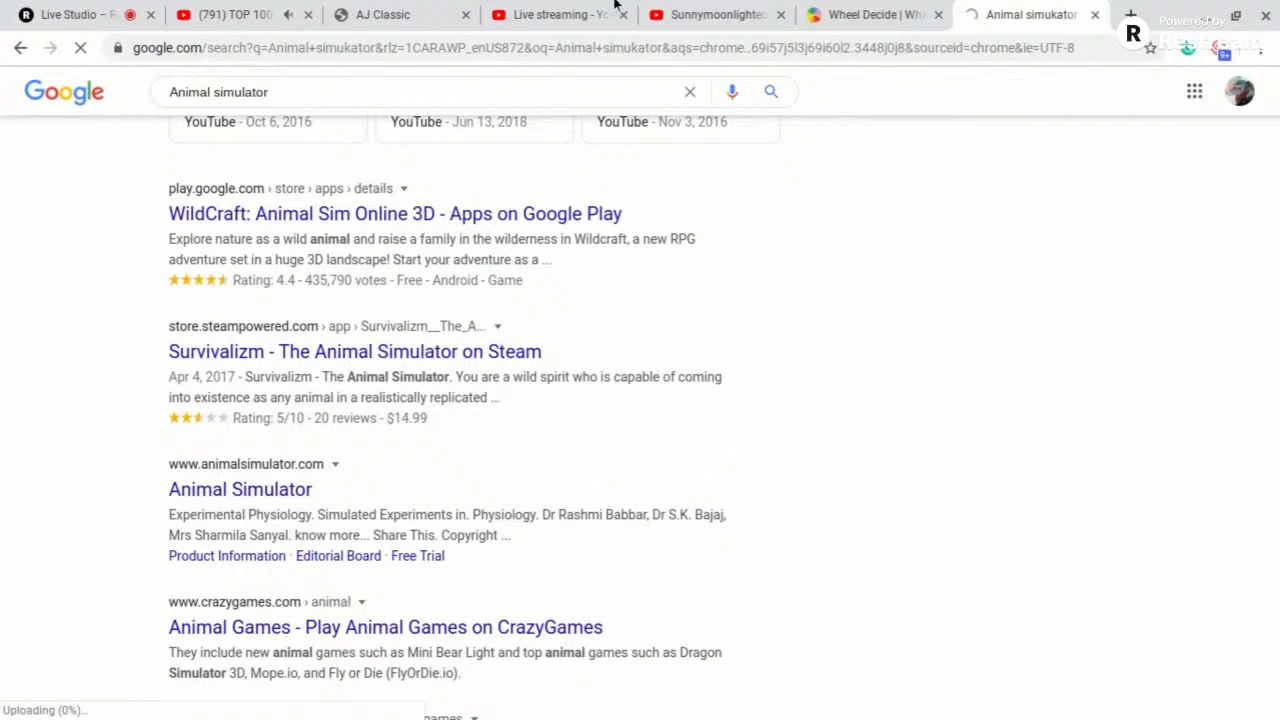 Live Studio – R
(791) TOP 100
AJ Classic
Live streaming - Yo
Sunnymoonlighted
Wheel Decide | Wh
Animal simukator
Powered by
Restream
google.com/search?q=Animal+simukator&rlz=1CARAWP_enUS872&oq=Animal+simukator&aqs=chrome..69i57j5l3j69i60l2.3448j0j8&sourceid=chrome&ie=UTF-8
9+
Google
Animal simulator
YouTube - Oct 6, 2016
YouTube - Jun 13, 2018
YouTube - Nov 3, 2016
play.google.com › store › apps › details
WildCraft: Animal Sim Online 3D - Apps on Google Play
Explore nature as a wild animal and raise a family in the wilderness in Wildcraft, a new RPG
adventure set in a huge 3D landscape! Start your adventure as a ...
Rating: 4.4 - 435,790 votes - Free - Android - Game
store.steampowered.com › app › Survivalizm__The_A...
Survivalizm - The Animal Simulator on Steam
Apr 4, 2017 - Survivalizm - The Animal Simulator. You are a wild spirit who is capable of coming
into existence as any animal in a realistically replicated ...
Rating: 5/10 - 20 reviews - $14.99
www.animalsimulator.com
Animal Simulator
Experimental Physiology. Simulated Experiments in. Physiology. Dr Rashmi Babbar, Dr S.K. Bajaj,
Mrs Sharmila Sanyal. know more... Share This. Copyright ...
Product Information · Editorial Board · Free Trial
www.crazygames.com › animal
Animal Games - Play Animal Games on CrazyGames
They include new animal games such as Mini Bear Light and top animal games such as Dragon
Simulator 3D, Mope.io, and Fly or Die (FlyOrDie.io).
Uploading (0%)...
games